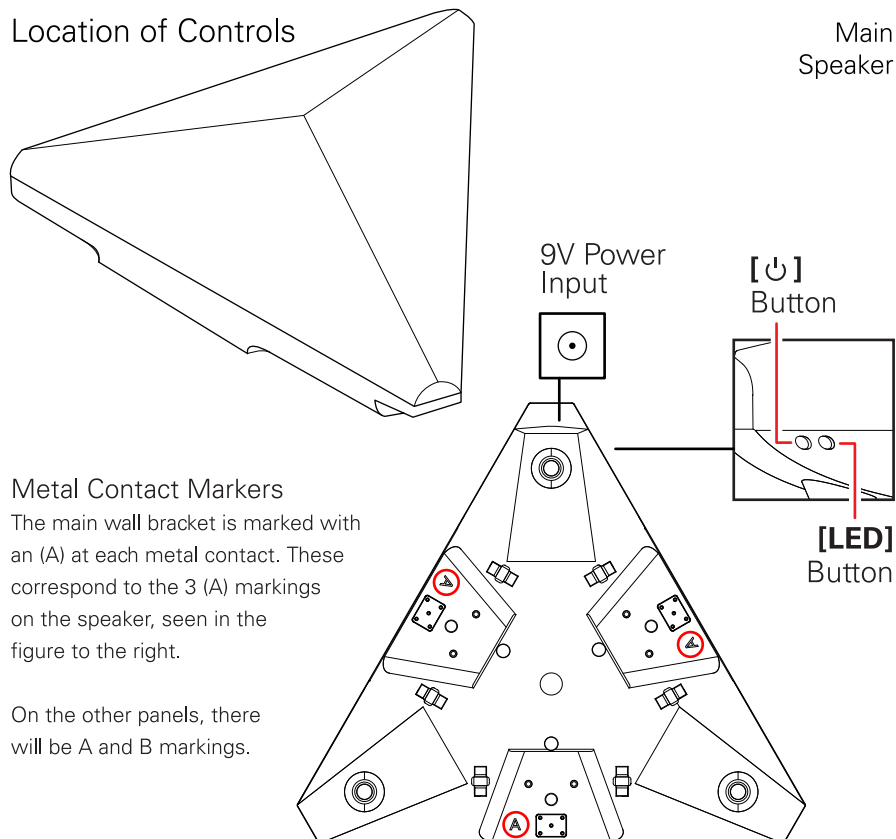 Location of Controls
Main
Speaker
9V Power
Input
[⏻]
Button
[LED]
Button
Metal Contact Markers
The main wall bracket is marked with
an (A) at each metal contact. These
correspond to the 3 (A) markings
on the speaker, seen in the
figure to the right.
On the other panels, there
will be A and B markings.
A
A
A